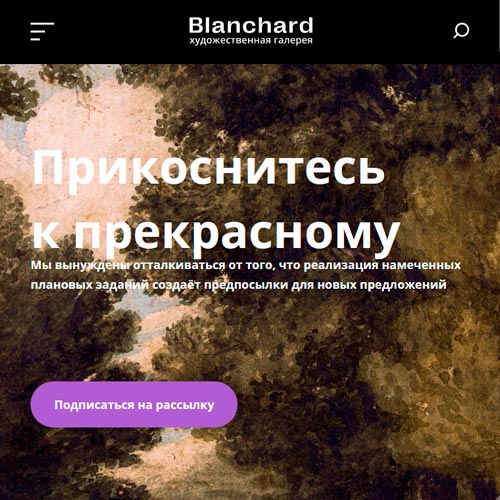 Blanchard
художественная галерея
Прикоснитесь
к прекрасному
Мы вынуждены отталкиваться от того, что реализация намеченных
плановых заданий создаёт предпосылки для новых предложений
Подписаться на рассылку